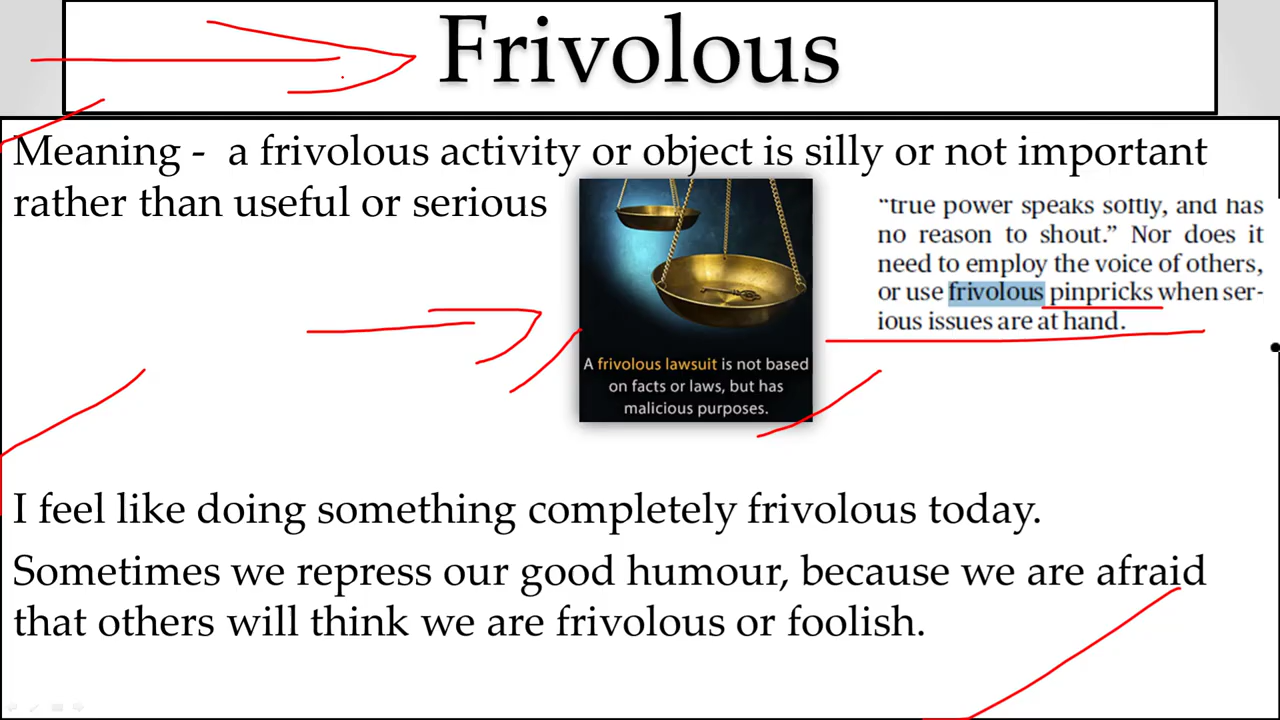 Frivolous
Meaning - a frivolous activity or object is silly or not important
rather than useful or serious
A frivolous lawsuit is not based
on facts or laws, but has
malicious purposes.
“true power speaks softly, and has
no reason to shout.” Nor does it
need to employ the voice of others,
or use frivolous pinpricks when ser-
ious issues are at hand.
I feel like doing something completely frivolous today.
Sometimes we repress our good humour, because we are afraid
that others will think we are frivolous or foolish.